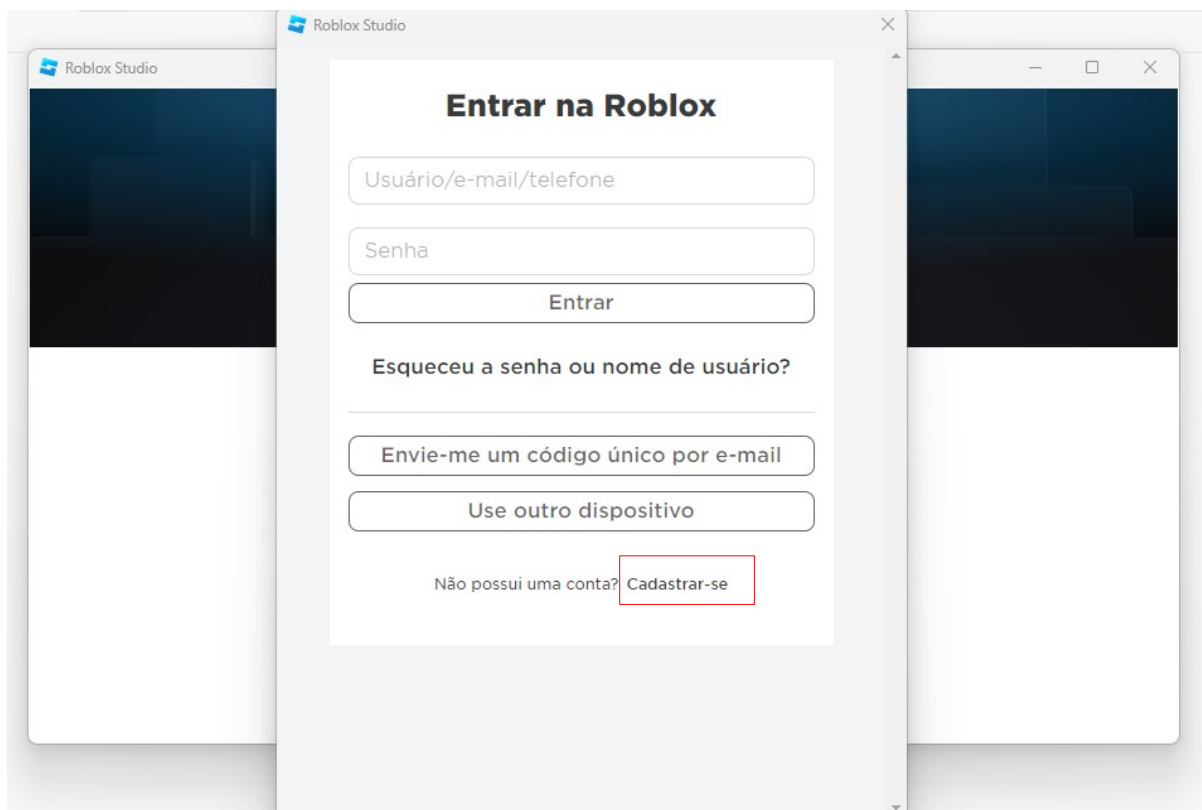 Roblox Studio
Roblox Studio
Entrar na Roblox
Usuário/e-mail/telefone
Senha
Entrar
Esqueceu a senha ou nome de usuário?
Envie-me um código único por e-mail
Use outro dispositivo
Não possui uma conta? Cadastrar-se